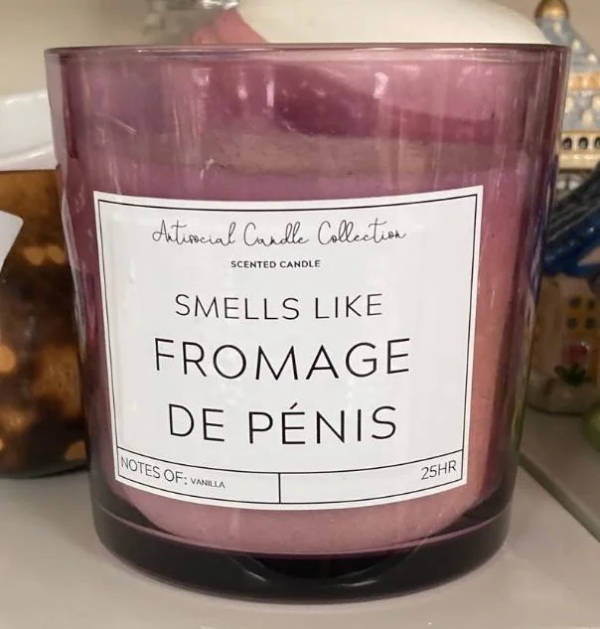 Antisocial Candle Collection
SCENTED CANDLE
SMELLS LIKE
FROMAGE
DE PÉNIS
NOTES OF: VANILLA
25HR